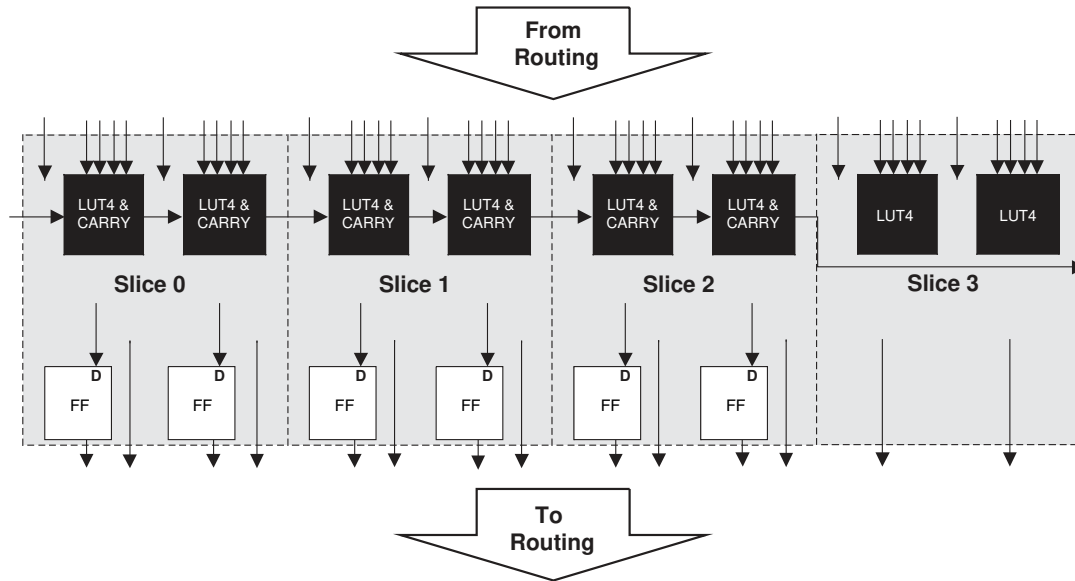 From
Routing
LUT4 &
CARRY
LUT4 &
CARRY
LUT4 &
CARRY
LUT4 &
CARRY
LUT4 &
CARRY
LUT4 &
CARRY
LUT4
LUT4
Slice 0
Slice 1
Slice 2
Slice 3
D
FF
D
FF
D
FF
D
FF
D
FF
D
FF
To
Routing